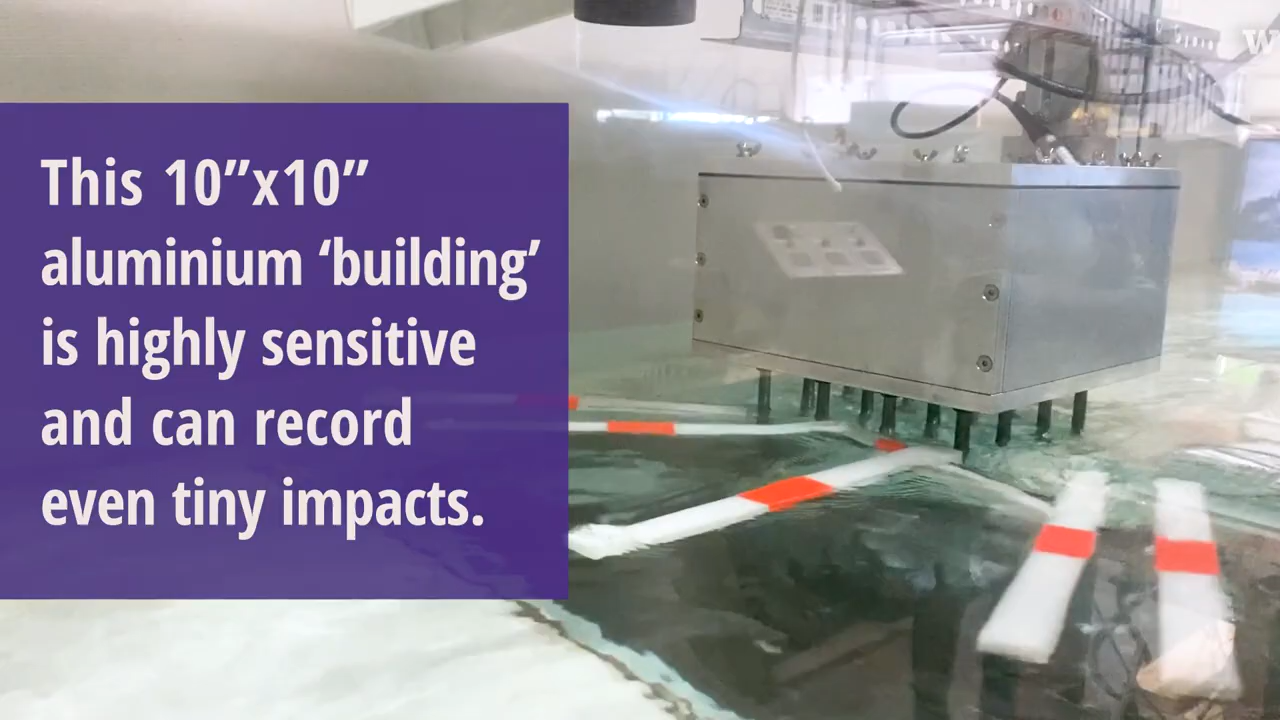 This 10”x10”
aluminium ‘building’
is highly sensitive
and can record
even tiny impacts.
W